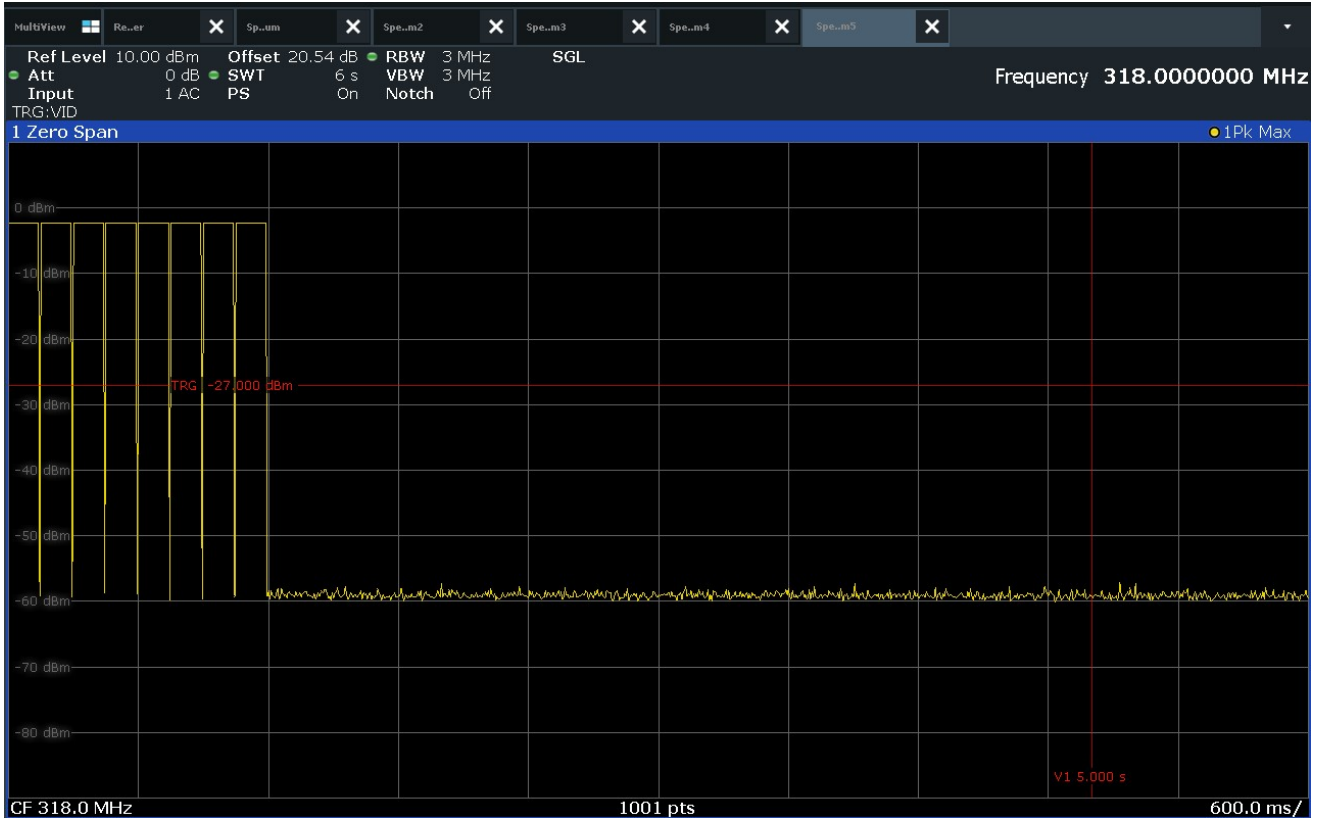 MultiView Re..er Sp..um Spe..m2 Spe..m3 Spe..m4 Spe..m5
Ref Level 10.00 dBm Offset 20.54 dB RBW 3 MHz SGL
Att 0 dB SWT 6 s VBW 3 MHz
Input 1 AC PS On Notch Off
Frequency 318.0000000 MHz
TRG:VID
1 Zero Span 1Pk Max
0 dBm
-10 dBm
-20 dBm
TRG -27.000 dBm
-30 dBm
-40 dBm
-50 dBm
-60 dBm
-70 dBm
-80 dBm
V1 5.000 s
CF 318.0 MHz 1001 pts 600.0 ms/